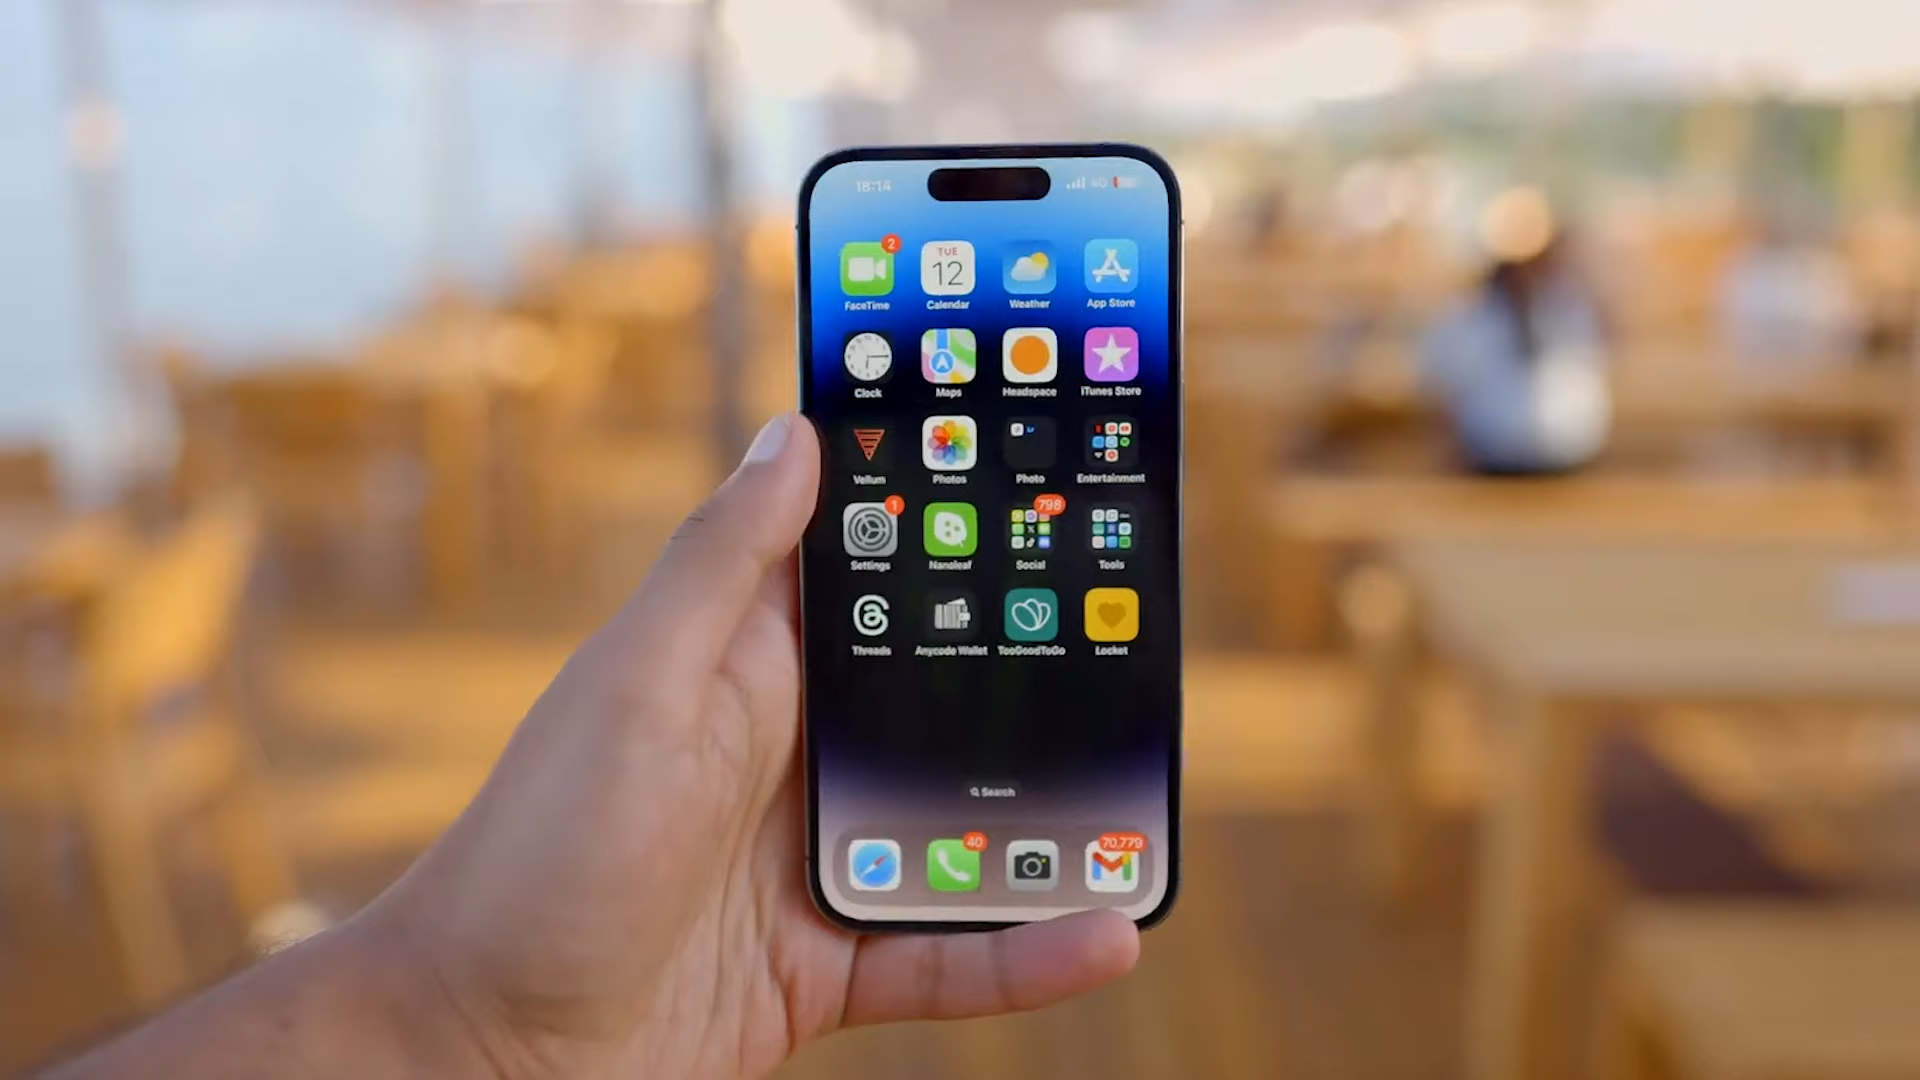 18:14 4G
2
TUE
12
FaceTime Calendar Weather App Store
Clock Maps Headspace iTunes Store
Vellum Photos Photo Entertainment
1 798
Settings Nanoleaf Social Tools
Threads Anycode Wallet TooGoodToGo Locket
Search
40 70,779